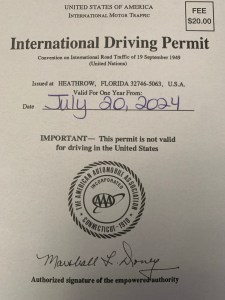 UNITED STATES OF AMERICA
INTERNATIONAL MOTOR TRAFFIC
FEE
$20.00
International Driving Permit
Convention on International Road Traffic of 19 September 1949
(United Nations)
Issued at HEATHROW, FLORIDA 32746-5063, U.S.A.
Valid For One Year From:
Date July 20, 2024
IMPORTANT— This permit is not valid
for driving in the United States
THE AMERICAN AUTOMOBILE ASSOCIATION
INCORPORATED
AAA
CONNECTICUT · 1910
Marshall L. Doney
Authorized signature of the empowered authority